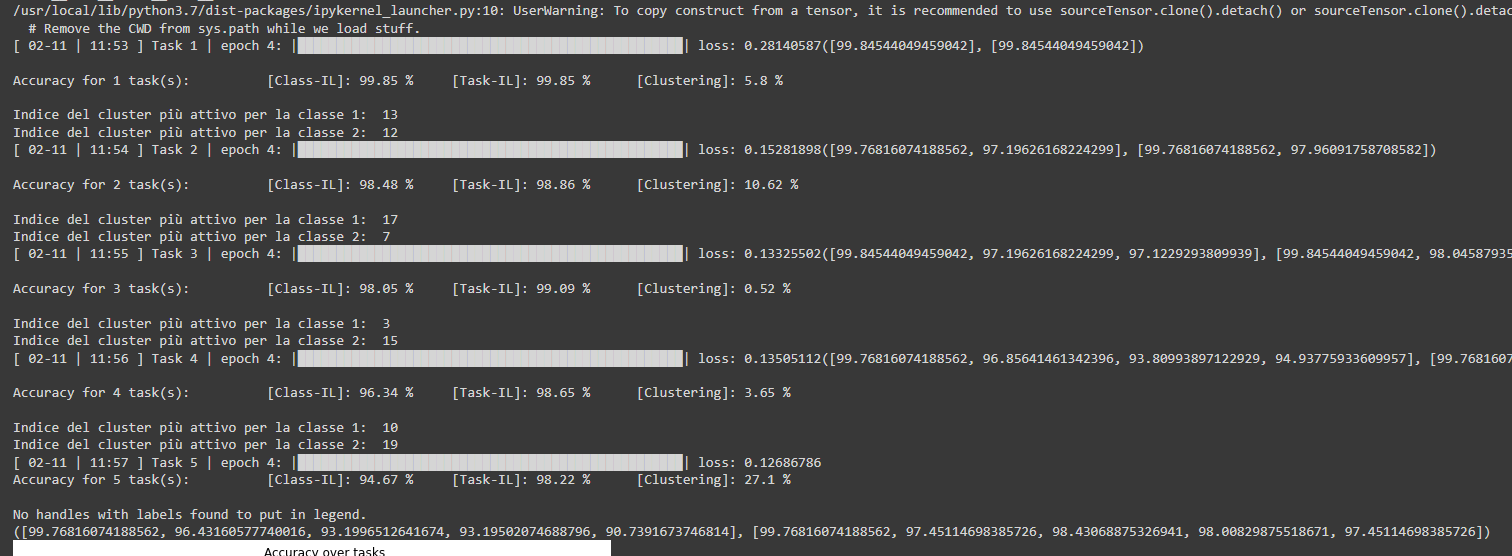 /usr/local/lib/python3.7/dist-packages/ipykernel_launcher.py:10: UserWarning: To copy construct from a tensor, it is recommended to use sourceTensor.clone().detach() or sourceTensor.clone().detac
# Remove the CWD from sys.path while we load stuff.
[ 02-11 | 11:53 ] Task 1 | epoch 4: |████████████████████████████████████████████████| loss: 0.28140587([99.84544049459042], [99.84544049459042])
Accuracy for 1 task(s): [Class-IL]: 99.85 % [Task-IL]: 99.85 % [Clustering]: 5.8 %
Indice del cluster più attivo per la classe 1: 13
Indice del cluster più attivo per la classe 2: 12
[ 02-11 | 11:54 ] Task 2 | epoch 4: |████████████████████████████████████████████████| loss: 0.15281898([99.76816074188562, 97.19626168224299], [99.76816074188562, 97.96091758708582])
Accuracy for 2 task(s): [Class-IL]: 98.48 % [Task-IL]: 98.86 % [Clustering]: 10.62 %
Indice del cluster più attivo per la classe 1: 17
Indice del cluster più attivo per la classe 2: 7
[ 02-11 | 11:55 ] Task 3 | epoch 4: |████████████████████████████████████████████████| loss: 0.13325502([99.84544049459042, 97.19626168224299, 97.1229293809939], [99.84544049459042, 98.04587935
Accuracy for 3 task(s): [Class-IL]: 98.05 % [Task-IL]: 99.09 % [Clustering]: 0.52 %
Indice del cluster più attivo per la classe 1: 3
Indice del cluster più attivo per la classe 2: 15
[ 02-11 | 11:56 ] Task 4 | epoch 4: |████████████████████████████████████████████████| loss: 0.13505112([99.76816074188562, 96.85641461342396, 93.80993897122929, 94.93775933609957], [99.7681607
Accuracy for 4 task(s): [Class-IL]: 96.34 % [Task-IL]: 98.65 % [Clustering]: 3.65 %
Indice del cluster più attivo per la classe 1: 10
Indice del cluster più attivo per la classe 2: 19
[ 02-11 | 11:57 ] Task 5 | epoch 4: |████████████████████████████████████████████████| loss: 0.12686786
Accuracy for 5 task(s): [Class-IL]: 94.67 % [Task-IL]: 98.22 % [Clustering]: 27.1 %
No handles with labels found to put in legend.
([99.76816074188562, 96.43160577740016, 93.1996512641674, 93.19502074688796, 90.7391673746814], [99.76816074188562, 97.45114698385726, 98.43068875326941, 98.00829875518671, 97.45114698385726])
Accuracy over tasks